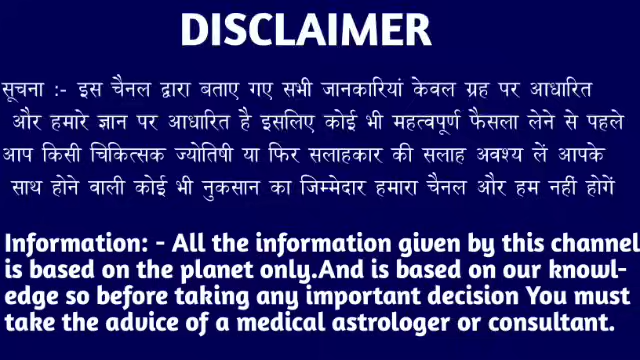 DISCLAIMER
सूचना :- इस चैनल द्वारा बताए गए सभी जानकारियां केवल ग्रह पर आधारित
और हमारे ज्ञान पर आधारित है इसलिए कोई भी महत्वपूर्ण फैसला लेने से पहले
आप किसी चिकित्सक ज्योतिषी या फिर सलाहकार की सलाह अवश्य लें आपके
साथ होने वाली कोई भी नुकसान का जिम्मेदार हमारा चैनल और हम नहीं होगें
Information: - All the information given by this channel
is based on the planet only.And is based on our knowl-
edge so before taking any important decision You must
take the advice of a medical astrologer or consultant.